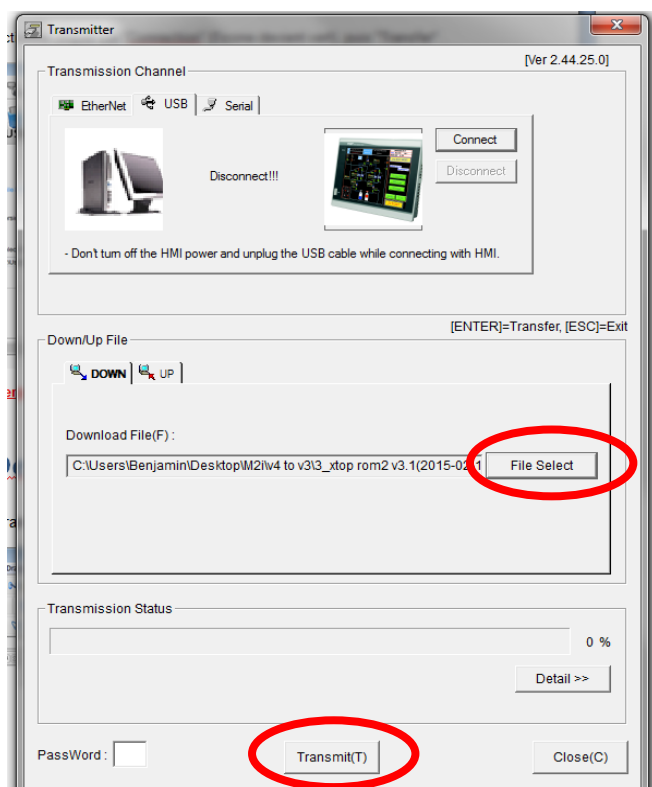 Transmitter
[Ver 2.44.25.0]
Transmission Channel
EtherNet USB Serial
Connect
Disconnect!!!
Disconnect
- Don't turn off the HMI power and unplug the USB cable while connecting with HMI.
[ENTER]=Transfer, [ESC]=Exit
Down/Up File
DOWN UP
Download File(F) :
C:\Users\Benjamin\Desktop\M2i\v4 to v3\3_xtop rom2 v3.1(2015-02-1
File Select
Transmission Status
0 %
Detail >>
PassWord :
Transmit(T)
Close(C)